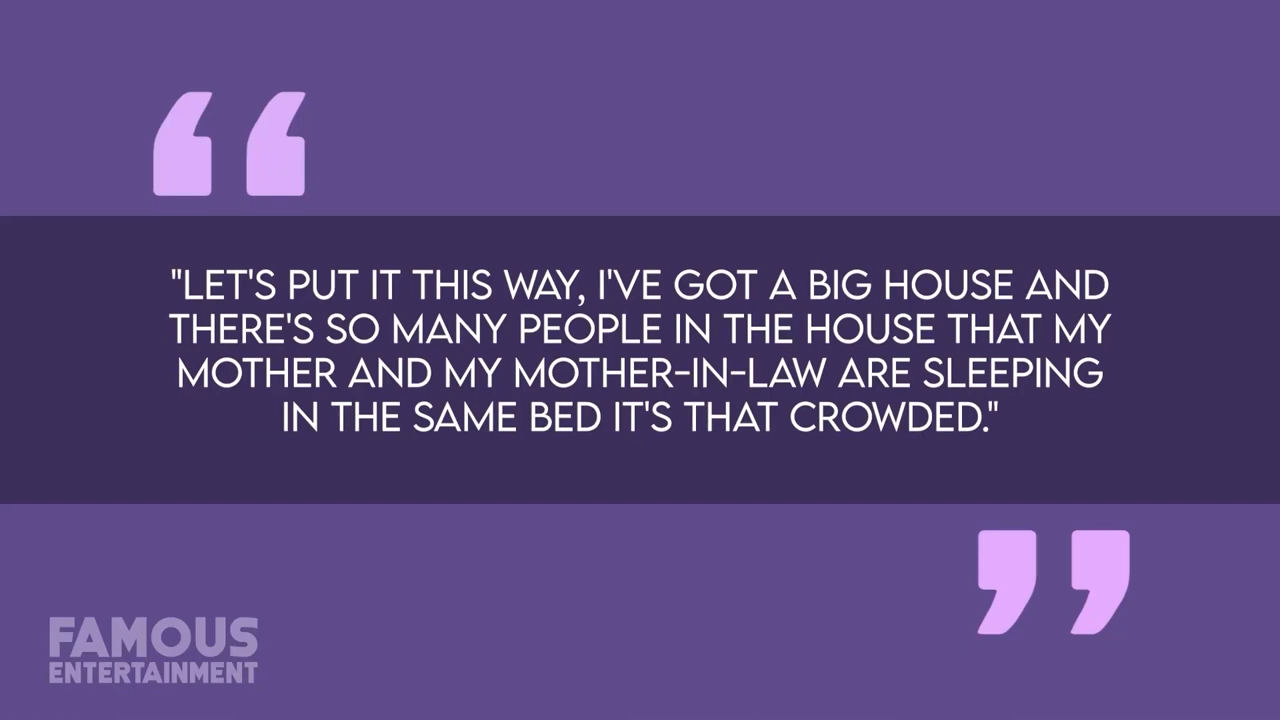 "LET'S PUT IT THIS WAY, I'VE GOT A BIG HOUSE AND
THERE'S SO MANY PEOPLE IN THE HOUSE THAT MY
MOTHER AND MY MOTHER-IN-LAW ARE SLEEPING
IN THE SAME BED IT'S THAT CROWDED."
FAMOUS
ENTERTAINMENT